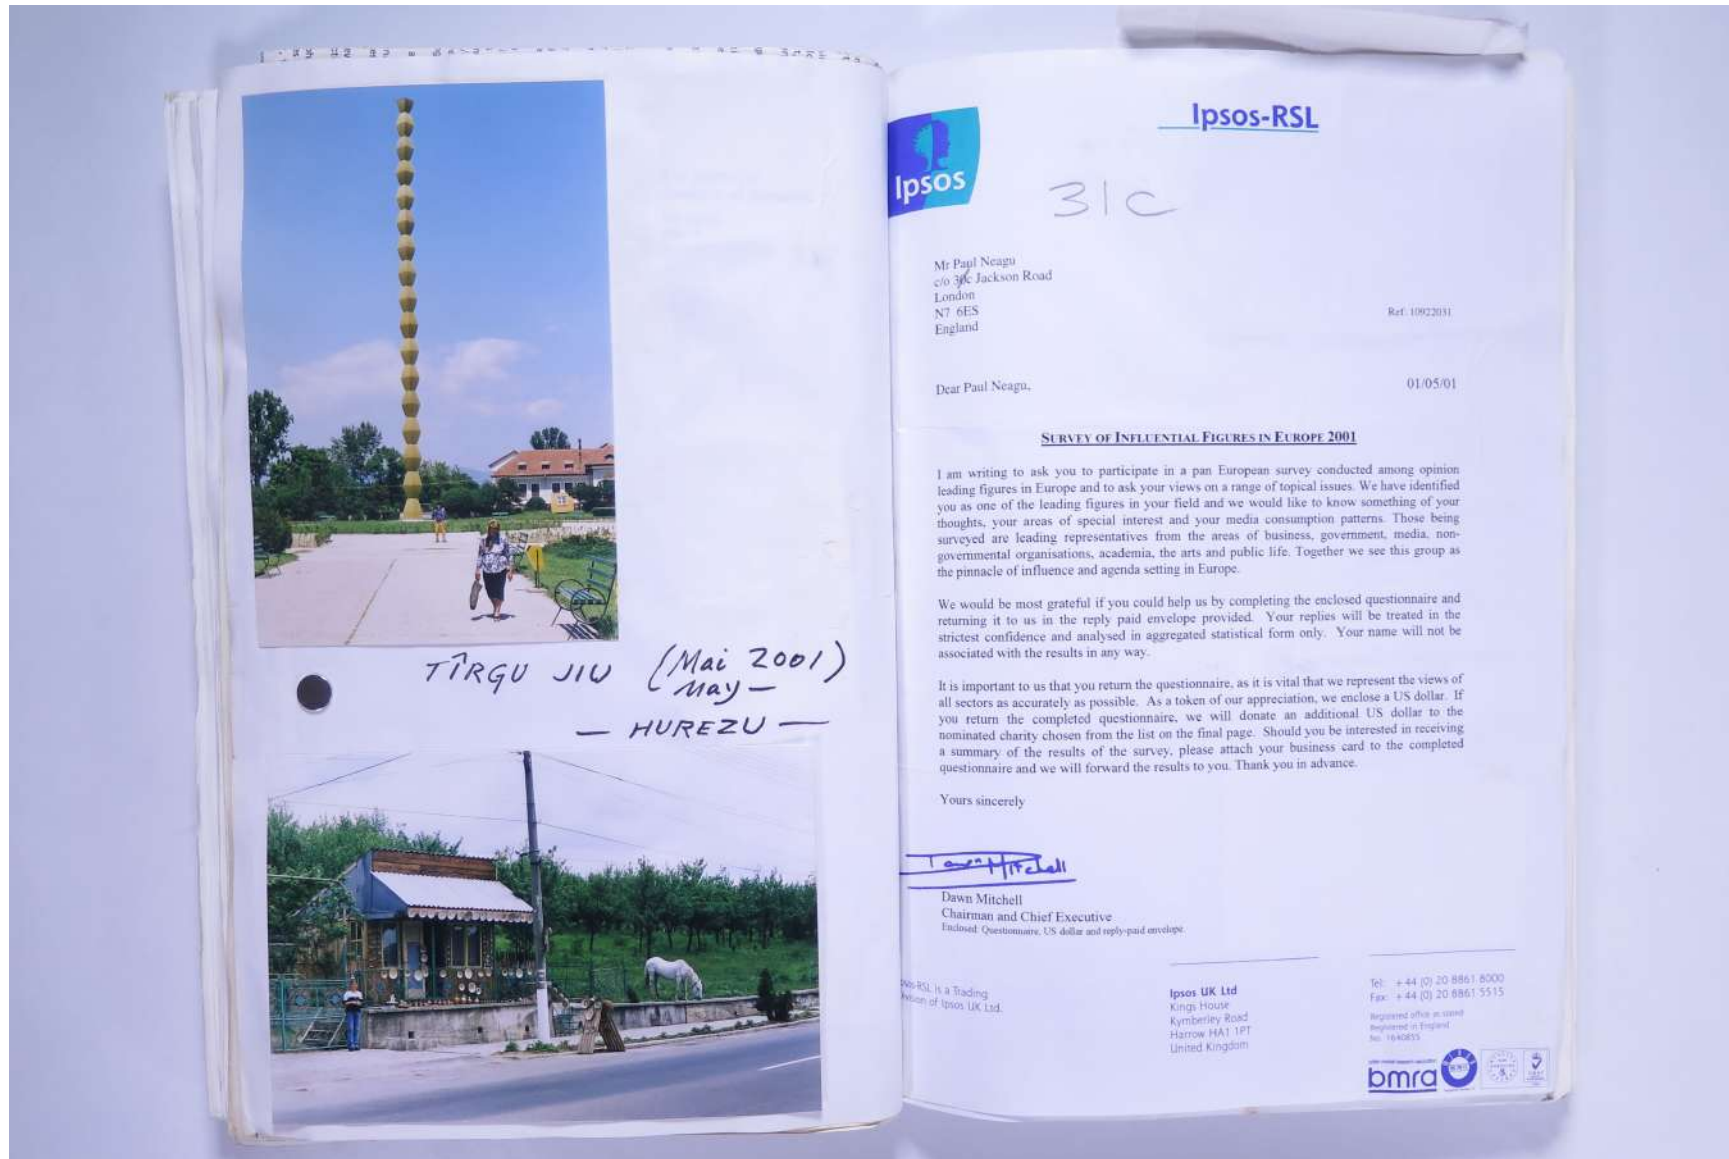 TÎRGU JIU (Mai 2001)
May —
— HUREZU —
Ipsos-RSL
Ipsos
31C
Mr Paul Neagu
c/o Jackson Road
London
N7 6ES
England
Ref: 10922031
Dear Paul Neagu,
01/05/01
SURVEY OF INFLUENTIAL FIGURES IN EUROPE 2001
I am writing to ask you to participate in a pan European survey conducted among opinion
leading figures in Europe and to ask your views on a range of topical issues. We have identified
you as one of the leading figures in your field and we would like to know something of your
thoughts, your areas of special interest and your media consumption patterns. Those being
surveyed are leading representatives from the areas of business, government, media, non-
governmental organisations, academia, the arts and public life. Together we see this group as
the pinnacle of influence and agenda setting in Europe.
We would be most grateful if you could help us by completing the enclosed questionnaire and
returning it to us in the reply paid envelope provided. Your replies will be treated in the
strictest confidence and analysed in aggregated statistical form only. Your name will not be
associated with the results in any way.
It is important to us that you return the questionnaire, as it is vital that we represent the views of
all sectors as accurately as possible. As a token of our appreciation, we enclose a US dollar. If
you return the completed questionnaire, we will donate an additional US dollar to the
nominated charity chosen from the list on the final page. Should you be interested in receiving
a summary of the results of the survey, please attach your business card to the completed
questionnaire and we will forward the results to you. Thank you in advance.
Yours sincerely
Dawn Mitchell
Dawn Mitchell
Chairman and Chief Executive
Enclosed: Questionnaire, US dollar and reply-paid envelope.
Ipsos-RSL is a Trading
Division of Ipsos UK Ltd.
Ipsos UK Ltd
Kings House
Kymberley Road
Harrow HA1 1PT
United Kingdom
Tel: +44 (0) 20 8861 8000
Fax: +44 (0) 20 8861 5515
Registered office as stated
Registered in England
No. 1640855
bmra